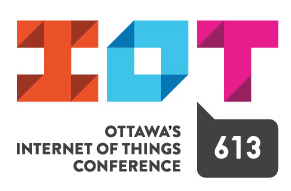 IOT
OTTAWA'S
INTERNET OF THINGS
CONFERENCE
613